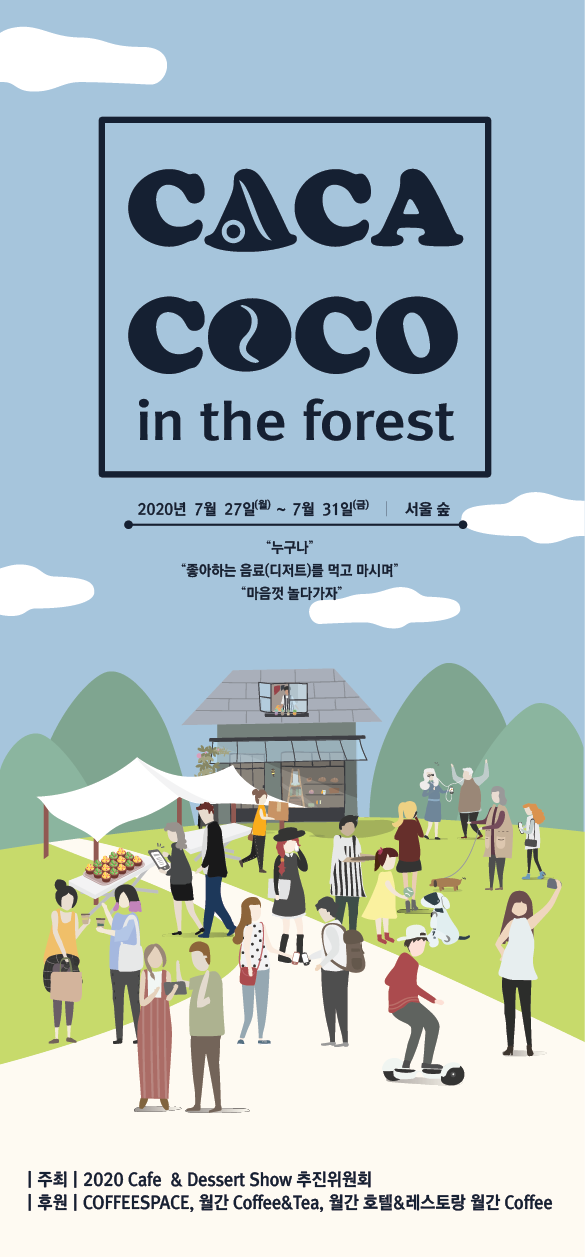 CACA
COCO
in the forest
2020년 7월 27일(월) ~ 7월 31일(금) | 서울 숲
“누구나”
“좋아하는 음료(디저트)를 먹고 마시며”
“마음껏 놀다가자”
| 주최 | 2020 Cafe & Dessert Show 추진위원회
| 후원 | COFFEESPACE, 월간 Coffee&Tea, 월간 호텔&레스토랑 월간 Coffee